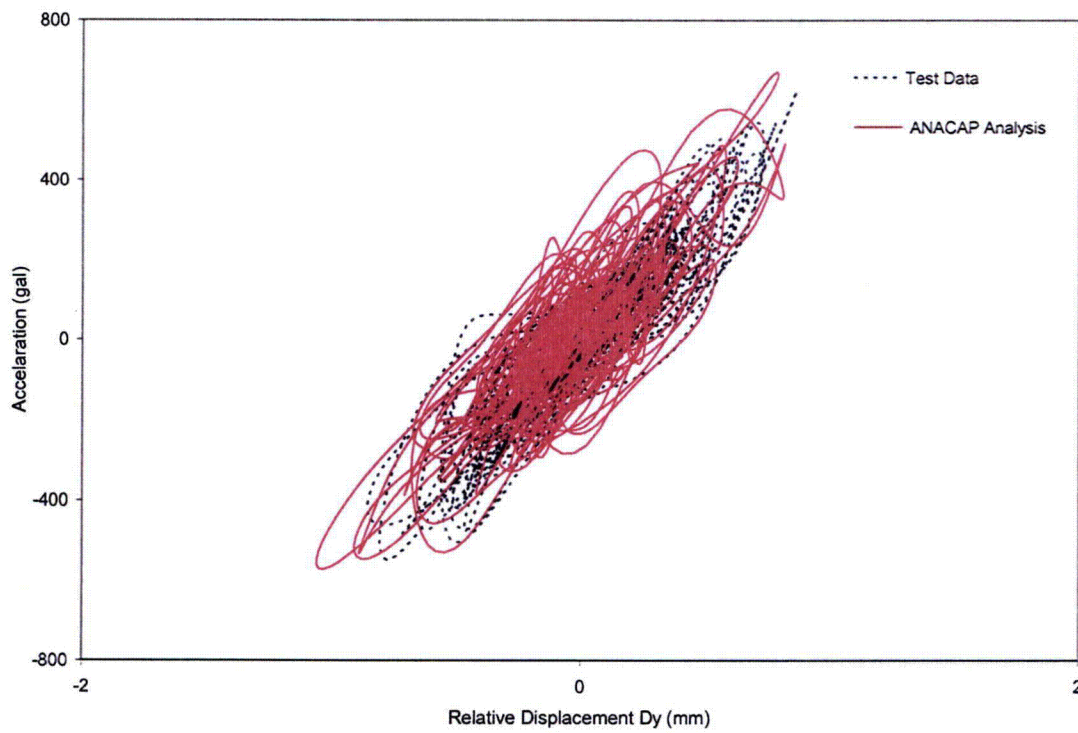 800
Test Data
ANACAP Analysis
400
Accelaration (gal)
0
-400
-800
-2
0
2
Relative Displacement Dy (mm)